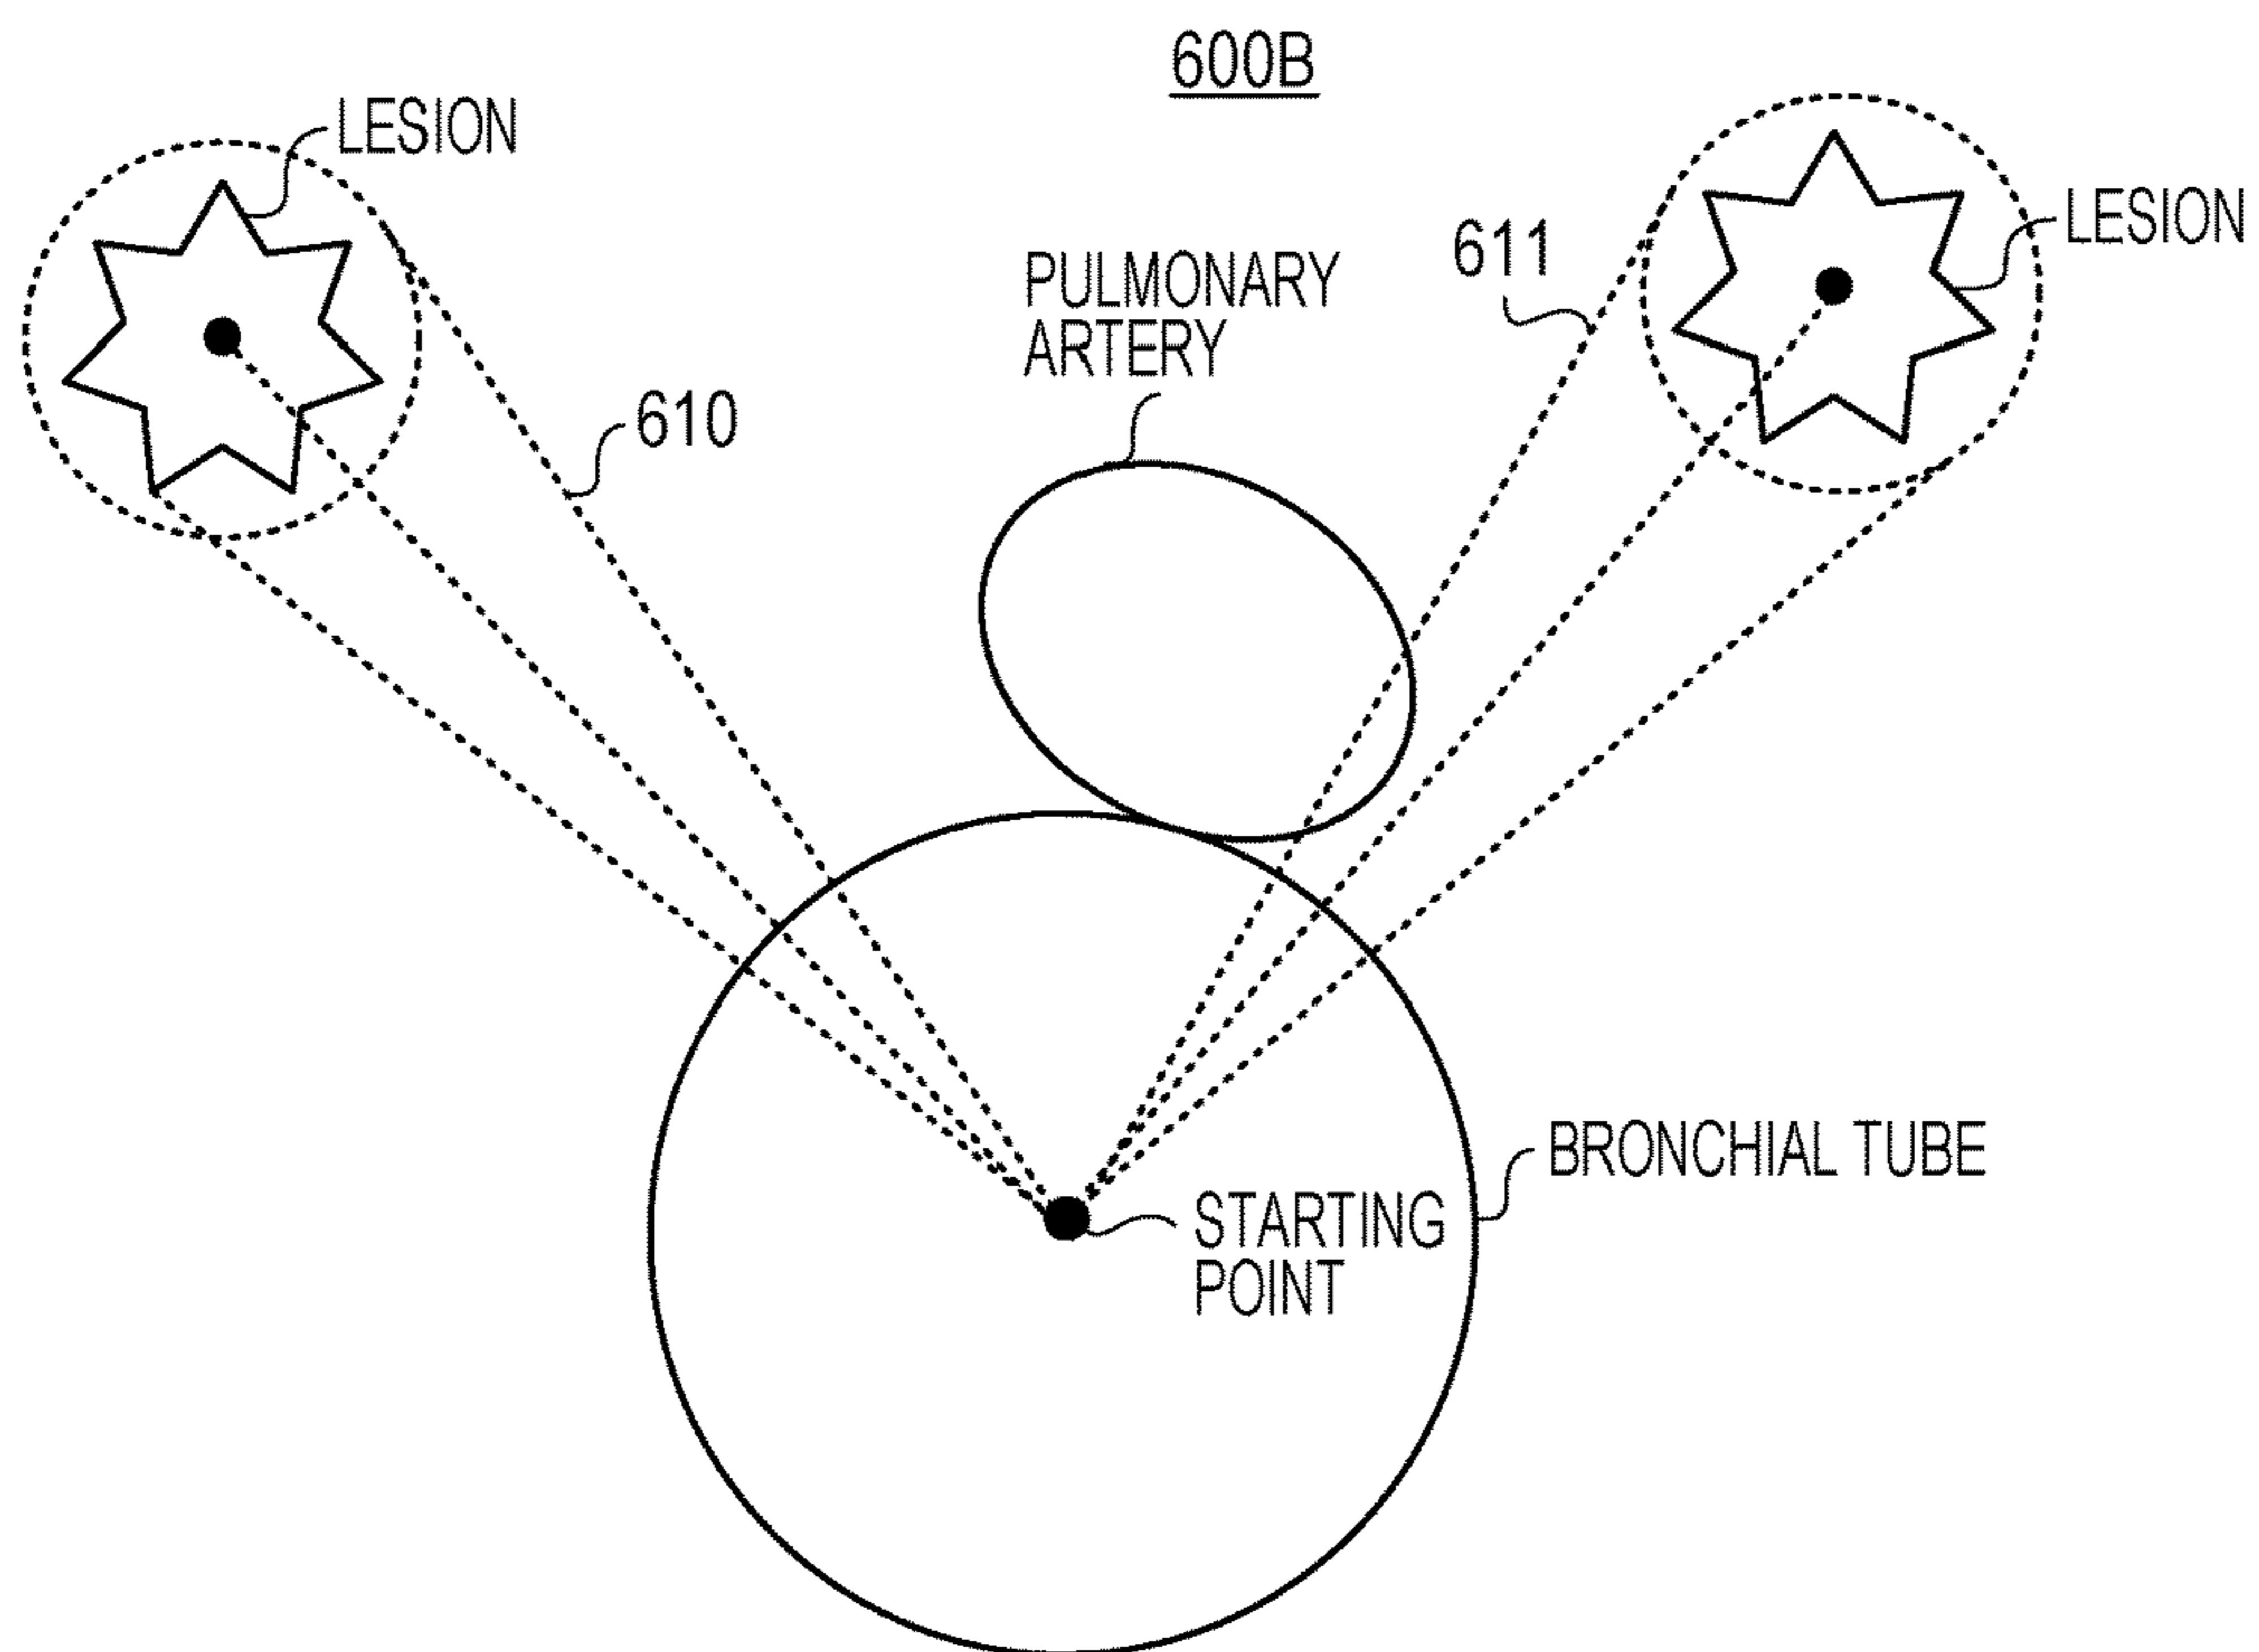 600B
LESION
LESION
611
PULMONARY
ARTERY
610
BRONCHIAL TUBE
STARTING
POINT